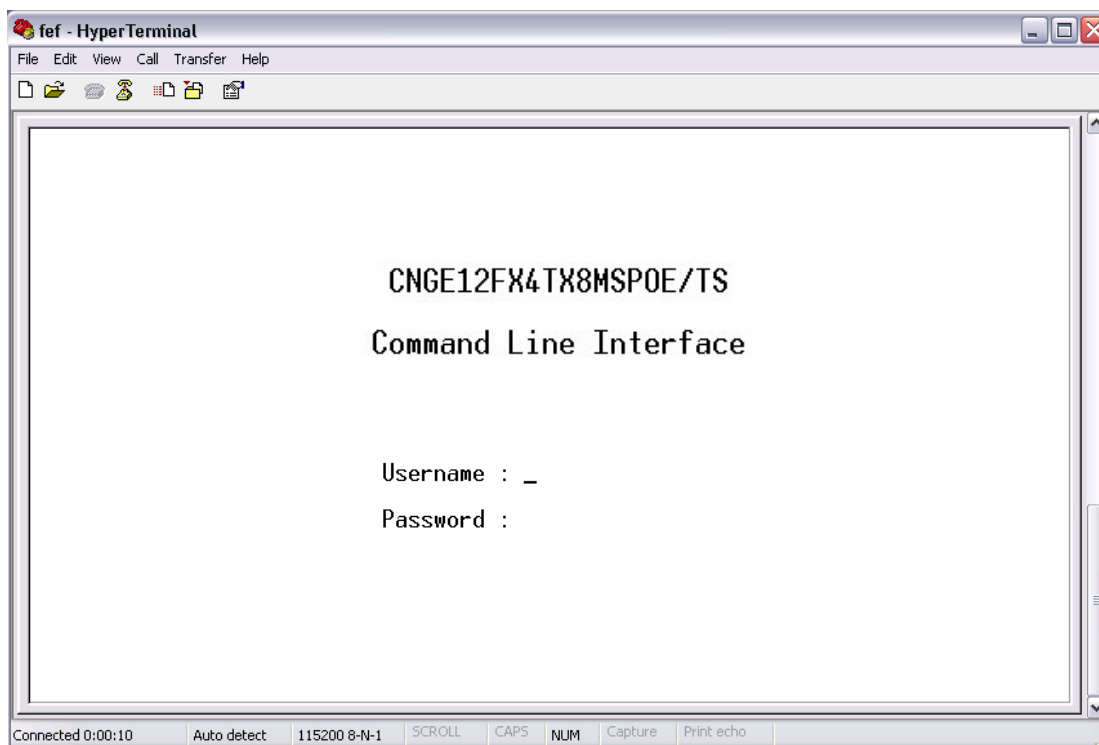 fef - HyperTerminal
File Edit View Call Transfer Help
CNGE12FX4TX8MSPOE/TS
Command Line Interface
Username : _
Password :
Connected 0:00:10 Auto detect 115200 8-N-1 SCROLL CAPS NUM Capture Print echo